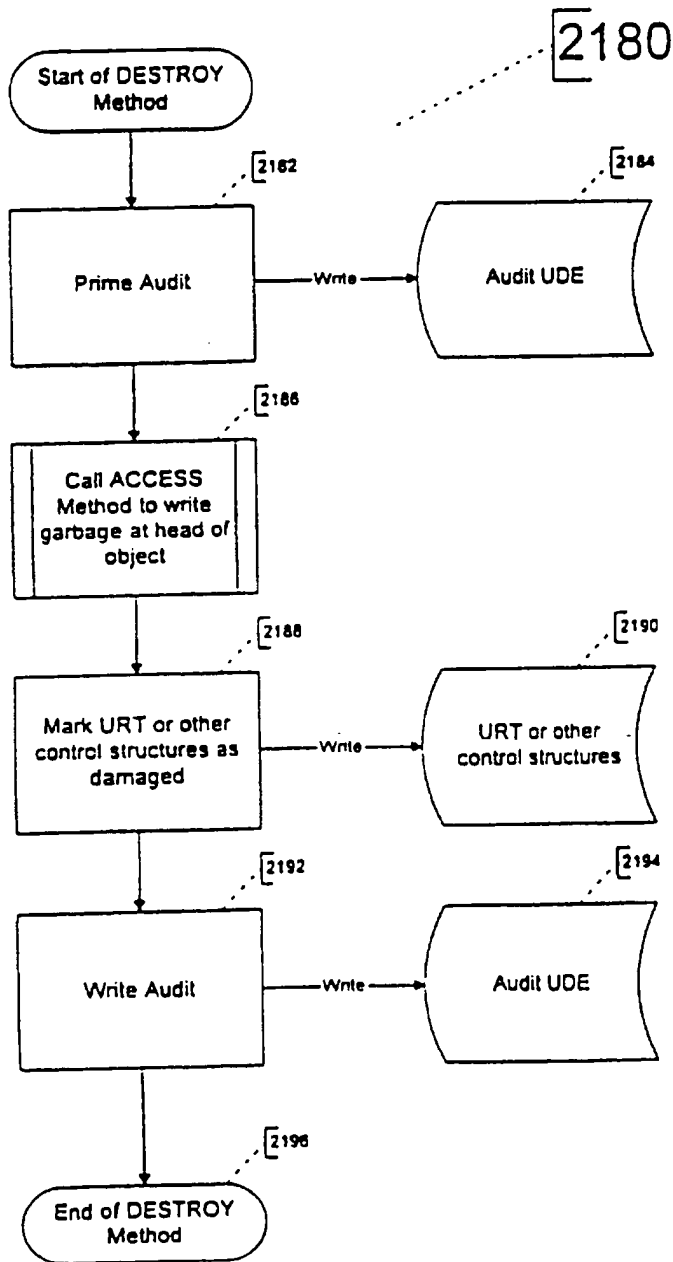 2180
Start of DESTROY
Method
2182
2184
Prime Audit
Write
Audit UDE
2186
Call ACCESS
Method to write
garbage at head of
object
2188
2190
Mark URT or other
control structures as
damaged
Write
URT or other
control structures
2192
2194
Write Audit
Write
Audit UDE
2196
End of DESTROY
Method